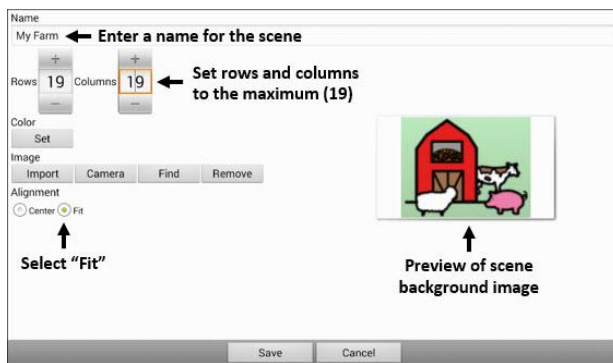 Name
My Farm
Enter a name for the scene
+ +
Rows 19 Columns 19
− −
Set rows and columns
to the maximum (19)
Color
Set
Image
Import Camera Find Remove
Alignment
Center Fit
Select “Fit”
Preview of scene
background image
Save Cancel